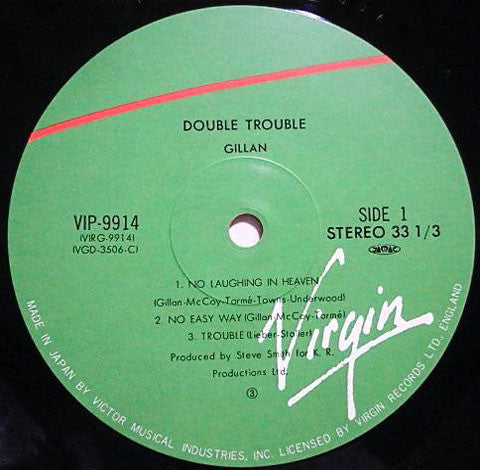 DOUBLE TROUBLE
GILLAN
VIP-9914
(VIRG-9914)
(VGD-3506-C)
SIDE 1
STEREO 33 1/3
1. NO LAUGHING IN HEAVEN
(Gillan-McCoy-Tormé-Towns-Underwood)
2. NO EASY WAY (Gillan-McCoy-Tormé)
3. TROUBLE (Lieber-Stoller)
Produced by Steve Smith for K. R.
Productions Ltd.
③
Virgin
MADE IN JAPAN BY VICTOR MUSICAL INDUSTRIES, INC. LICENSED BY VIRGIN RECORDS LTD. ENGLAND